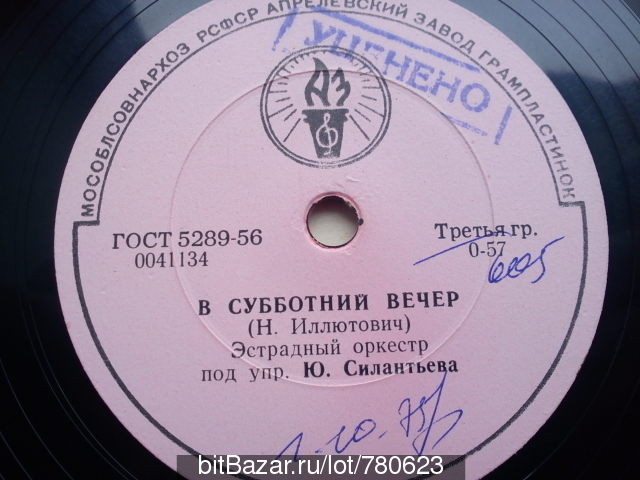 МОСОБЛСОВНАРХОЗ РСФСР АПРЕЛЕВСКИЙ ЗАВОД ГРАМПЛАСТИНОК
УЦЕНЕНО
АЗ
ГОСТ 5289-56
0041134
Третья гр.
0-57
В СУББОТНИЙ ВЕЧЕР
(Н. Иллютович)
Эстрадный оркестр
под упр. Ю. Силантьева
bitBazar.ru/lot/780623